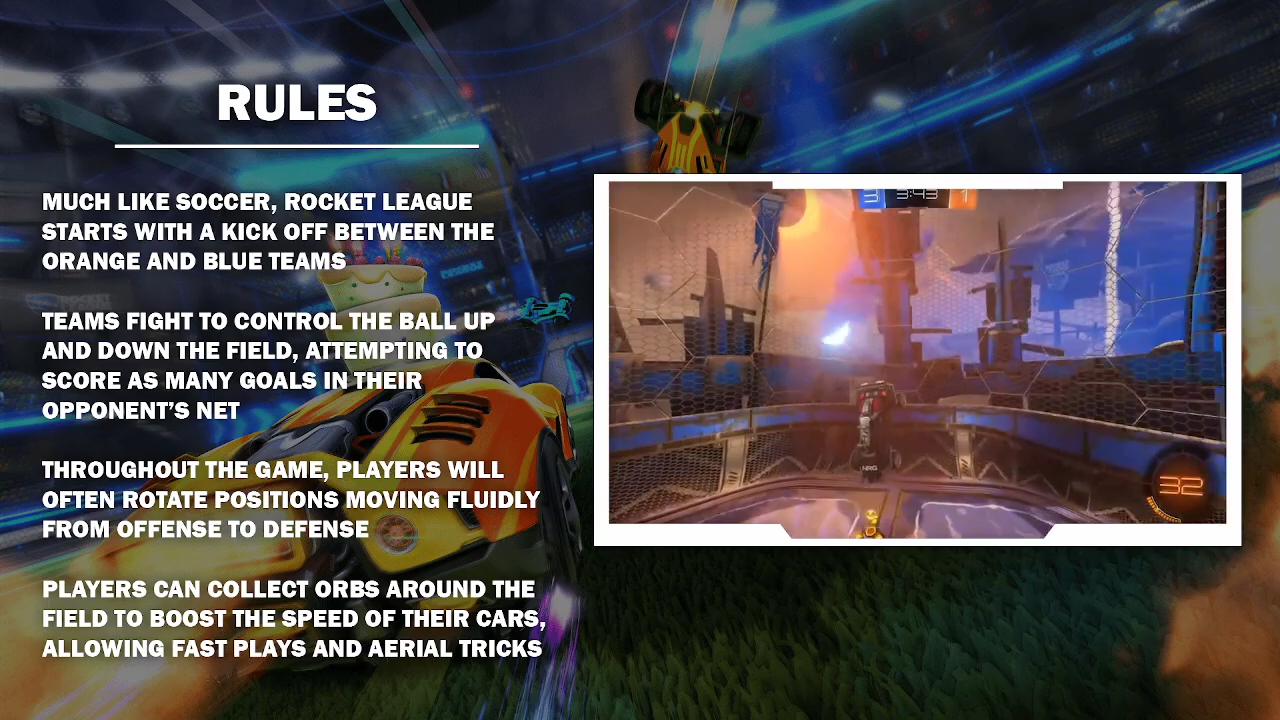 RULES
MUCH LIKE SOCCER, ROCKET LEAGUE
STARTS WITH A KICK OFF BETWEEN THE
ORANGE AND BLUE TEAMS
TEAMS FIGHT TO CONTROL THE BALL UP
AND DOWN THE FIELD, ATTEMPTING TO
SCORE AS MANY GOALS IN THEIR
OPPONENT'S NET
THROUGHOUT THE GAME, PLAYERS WILL
OFTEN ROTATE POSITIONS MOVING FLUIDLY
FROM OFFENSE TO DEFENSE
PLAYERS CAN COLLECT ORBS AROUND THE
FIELD TO BOOST THE SPEED OF THEIR CARS,
ALLOWING FAST PLAYS AND AERIAL TRICKS
3 3:43 1
NRG
32